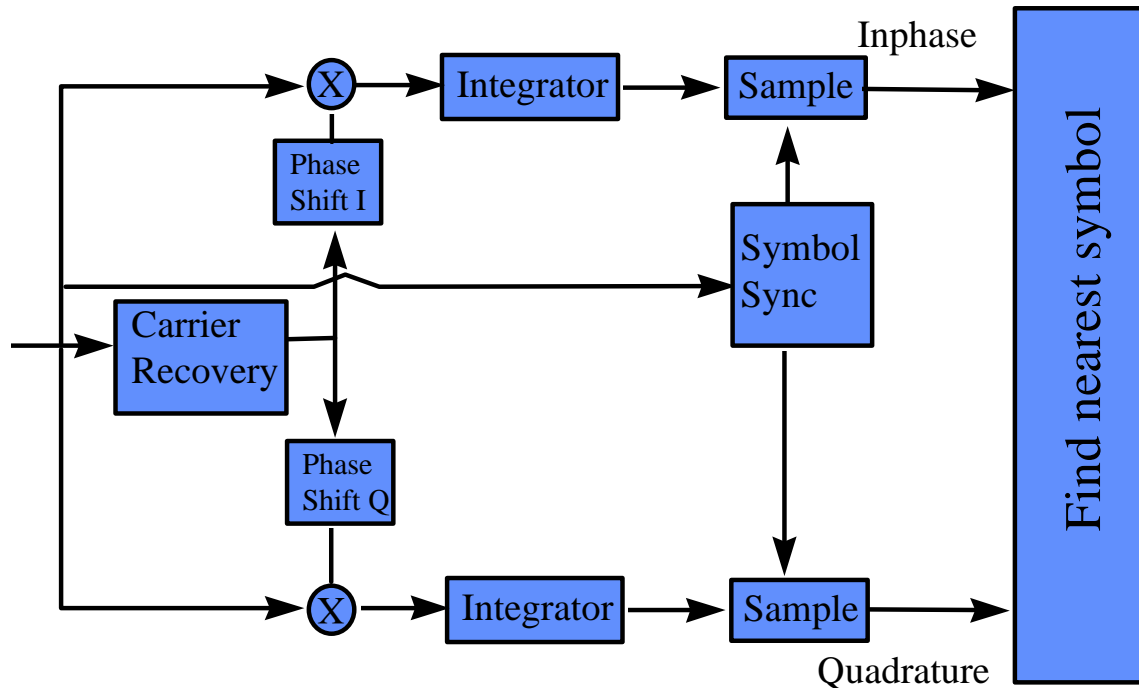 Inphase
X
Integrator
Sample
Phase
Shift I
Symbol
Sync
Carrier
Recovery
Phase
Shift Q
X
Integrator
Sample
Quadrature
Find nearest symbol